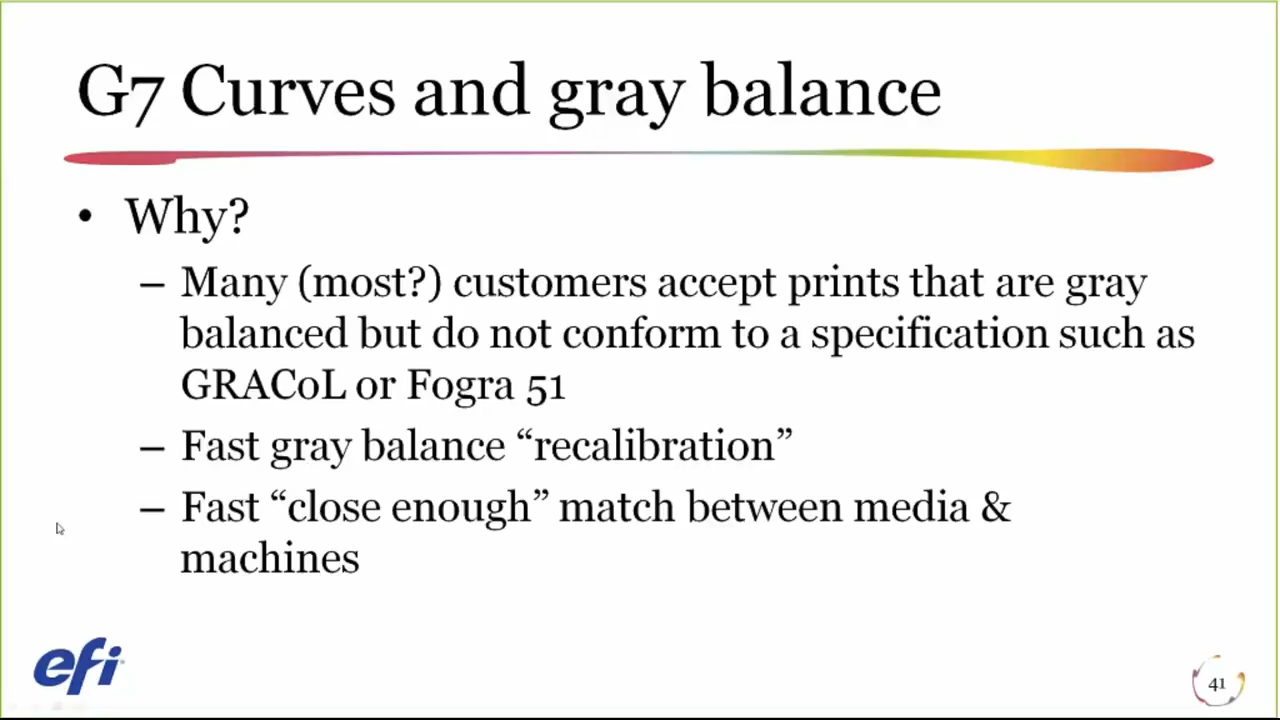 G7 Curves and gray balance
• Why?
– Many (most?) customers accept prints that are gray
balanced but do not conform to a specification such as
GRACoL or Fogra 51
– Fast gray balance “recalibration”
– Fast “close enough” match between media &
machines
efi
41